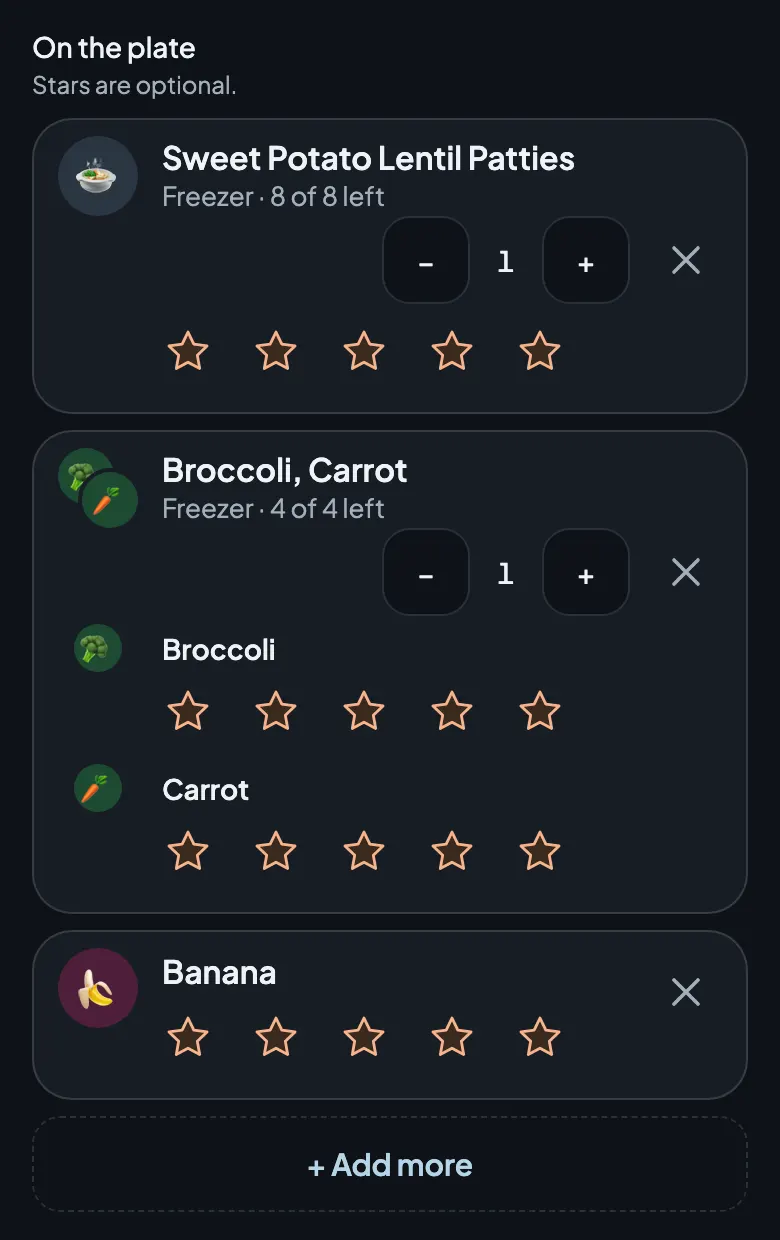 On the plate
Stars are optional.
Sweet Potato Lentil Patties
Freezer · 8 of 8 left
- 1 +
Broccoli, Carrot
Freezer · 4 of 4 left
- 1 +
Broccoli
Carrot
Banana
+ Add more